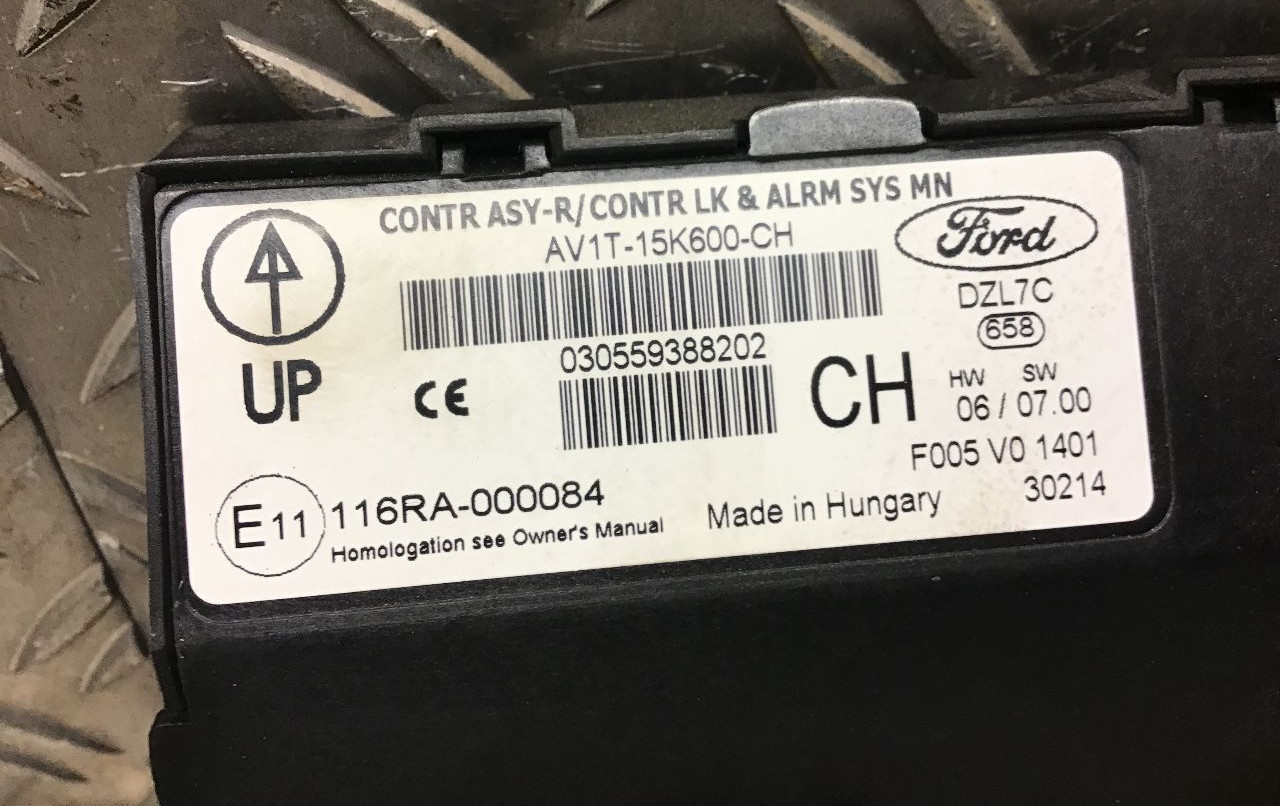 CONTR ASY-R/CONTR LK & ALRM SYS MN
AV1T-15K600-CH
Ford
DZL7C
658
UP
030559388202
CE
CH
HW SW
06 / 07.00
F005 V0 1401
30214
E11
116RA-000084
Homologation see Owner's Manual
Made in Hungary